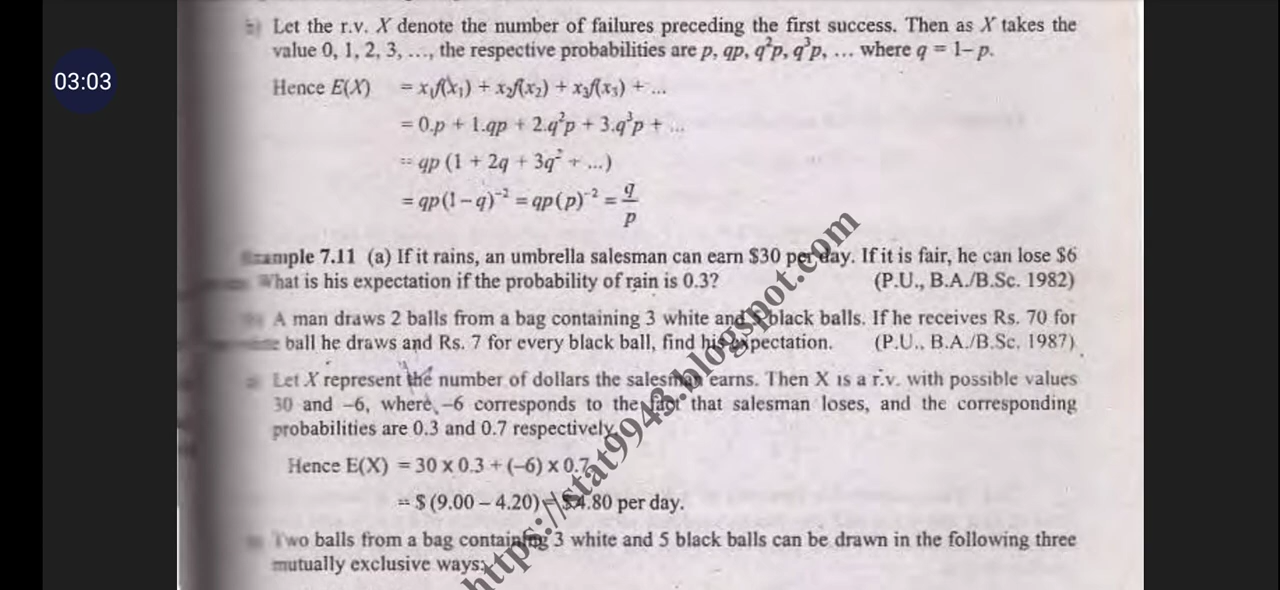 03:03
Let the r.v. X denote the number of failures preceding the first success. Then as X takes the
value 0, 1, 2, 3, ..., the respective probabilities are p, qp, q²p, q³p, ... where q = 1– p.
Hence E(X) = x₁f(x₁) + x₂f(x₂) + x₃f(x₃) + ...
= 0.p + 1.qp + 2.q²p + 3.q³p + ...
= qp (1 + 2q + 3q² + ...)
= qp(1 – q)⁻² = qp(p)⁻² = q/p
Example 7.11 (a) If it rains, an umbrella salesman can earn $30 per day. If it is fair, he can lose $6
What is his expectation if the probability of rain is 0.3? (P.U., B.A./B.Sc. 1982)
A man draws 2 balls from a bag containing 3 white and 5 black balls. If he receives Rs. 70 for
ball he draws and Rs. 7 for every black ball, find his expectation. (P.U., B.A./B.Sc. 1987)
Let X represent the number of dollars the salesman earns. Then X is a r.v. with possible values
30 and –6, where –6 corresponds to the fact that salesman loses, and the corresponding
probabilities are 0.3 and 0.7 respectively.
Hence E(X) = 30 x 0.3 + (–6) x 0.7
= $ (9.00 – 4.20) = $4.80 per day.
Two balls from a bag containing 3 white and 5 black balls can be drawn in the following three
mutually exclusive ways:
https://stat9943.blogspot.com